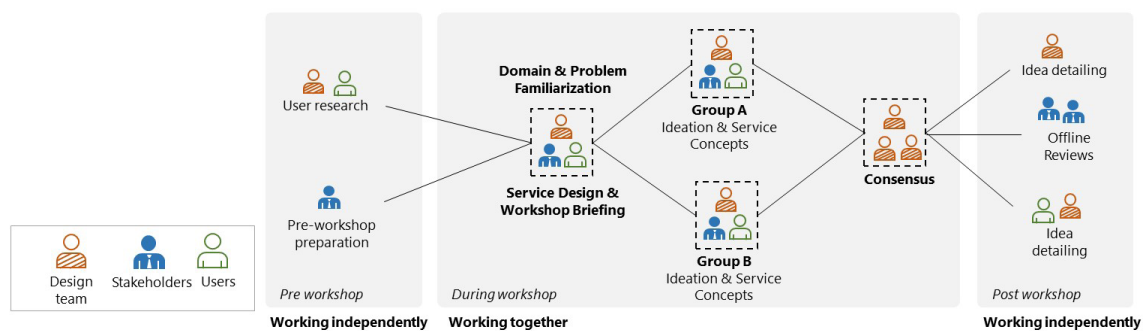 Design
team
Stakeholders
Users
User research
Pre-workshop
preparation
Pre workshop
Working independently
Domain & Problem
Familiarization
Service Design &
Workshop Briefing
Group A
Ideation & Service
Concepts
Group B
Ideation & Service
Concepts
Consensus
During workshop
Working together
Idea detailing
Offline
Reviews
Idea
detailing
Post workshop
Working independently